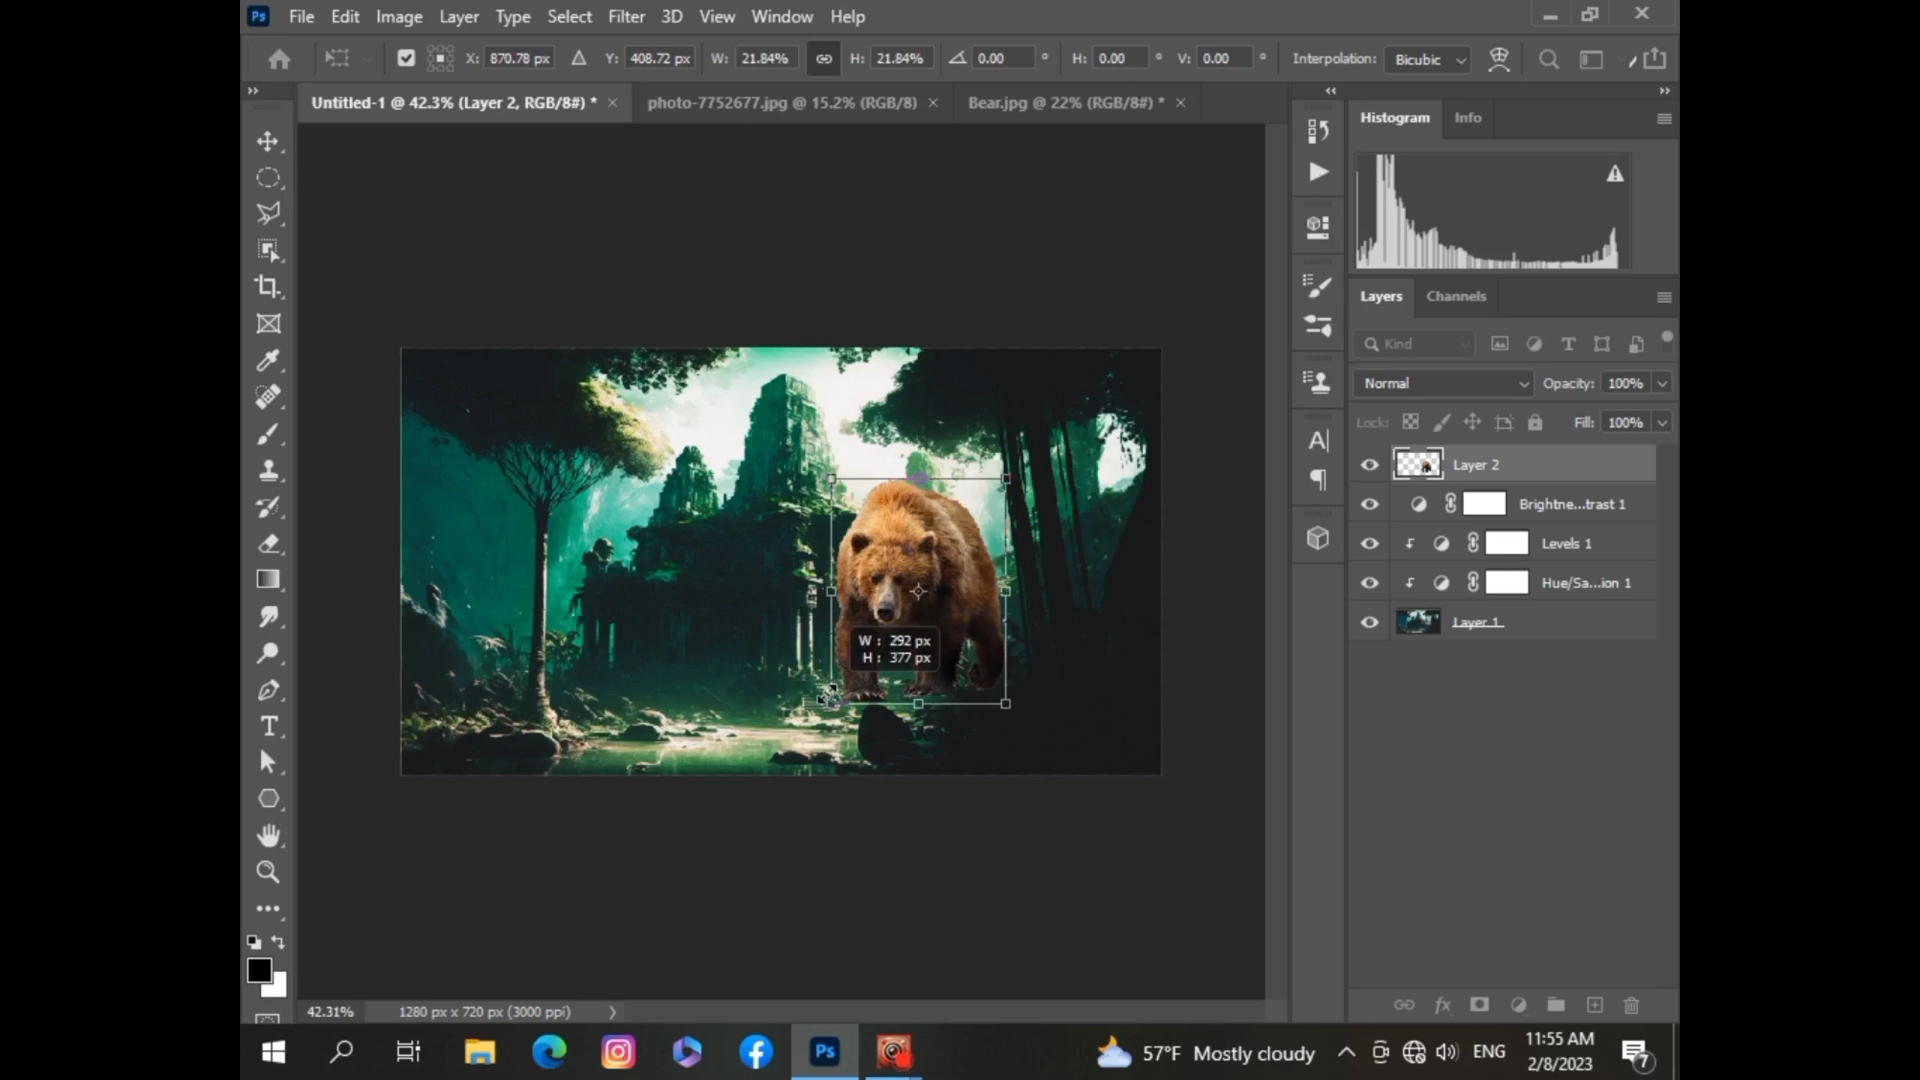 Ps File Edit Image Layer Type Select Filter 3D View Window Help
X: 870.78 px Y: 408.72 px W: 21.84% H: 21.84% 0.00 ° H: 0.00 ° V: 0.00 ° Interpolation: Bicubic
Untitled-1 @ 42.3% (Layer 2, RGB/8#) * × photo-7752677.jpg @ 15.2% (RGB/8) × Bear.jpg @ 22% (RGB/8#) * ×
Histogram Info
Layers Channels
Kind
Normal Opacity: 100%
Lock: Fill: 100%
Layer 2
Brightne...trast 1
Levels 1
Hue/Sa...ion 1
Layer 1
W : 292 px
H : 377 px
42.31% 1280 px x 720 px (3000 ppi)
Ps 57°F Mostly cloudy ENG 11:55 AM
2/8/2023 7